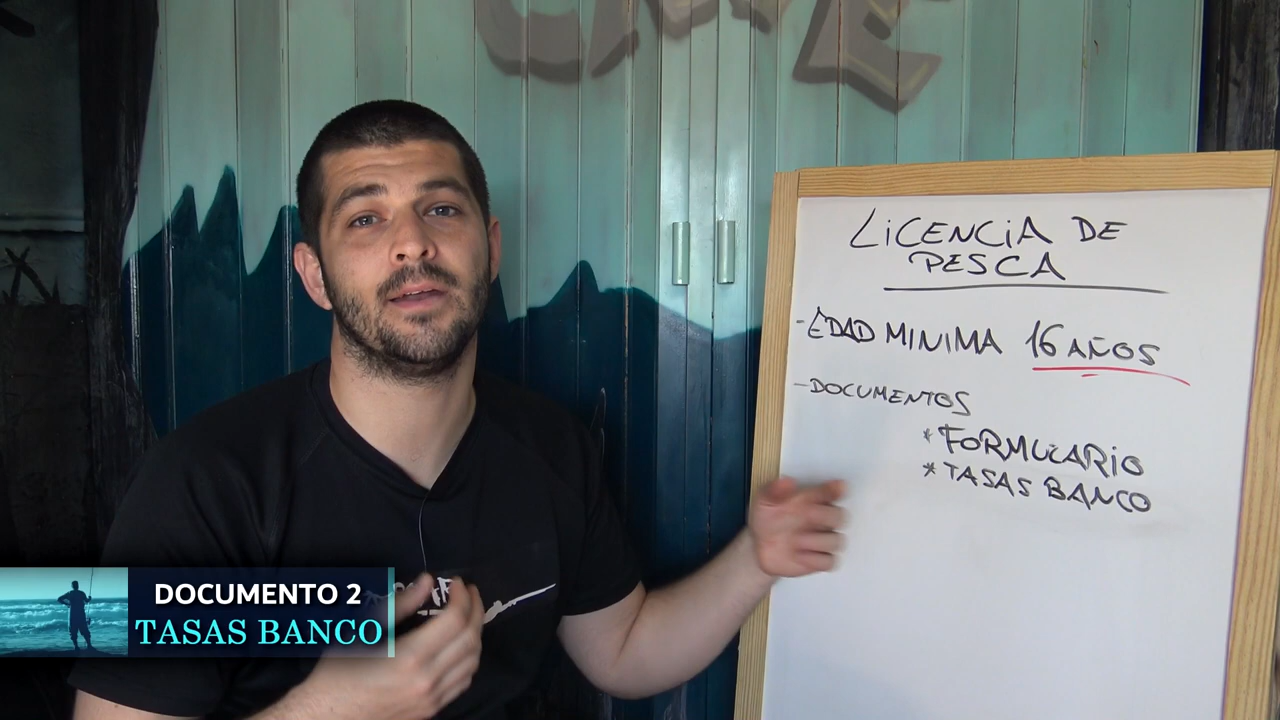 LICENCIA DE
PESCA
- EDAD MINIMA 16 AÑOS
- DOCUMENTOS
* FORMULARIO
* TASAS BANCO
DOCUMENTO 2
TASAS BANCO